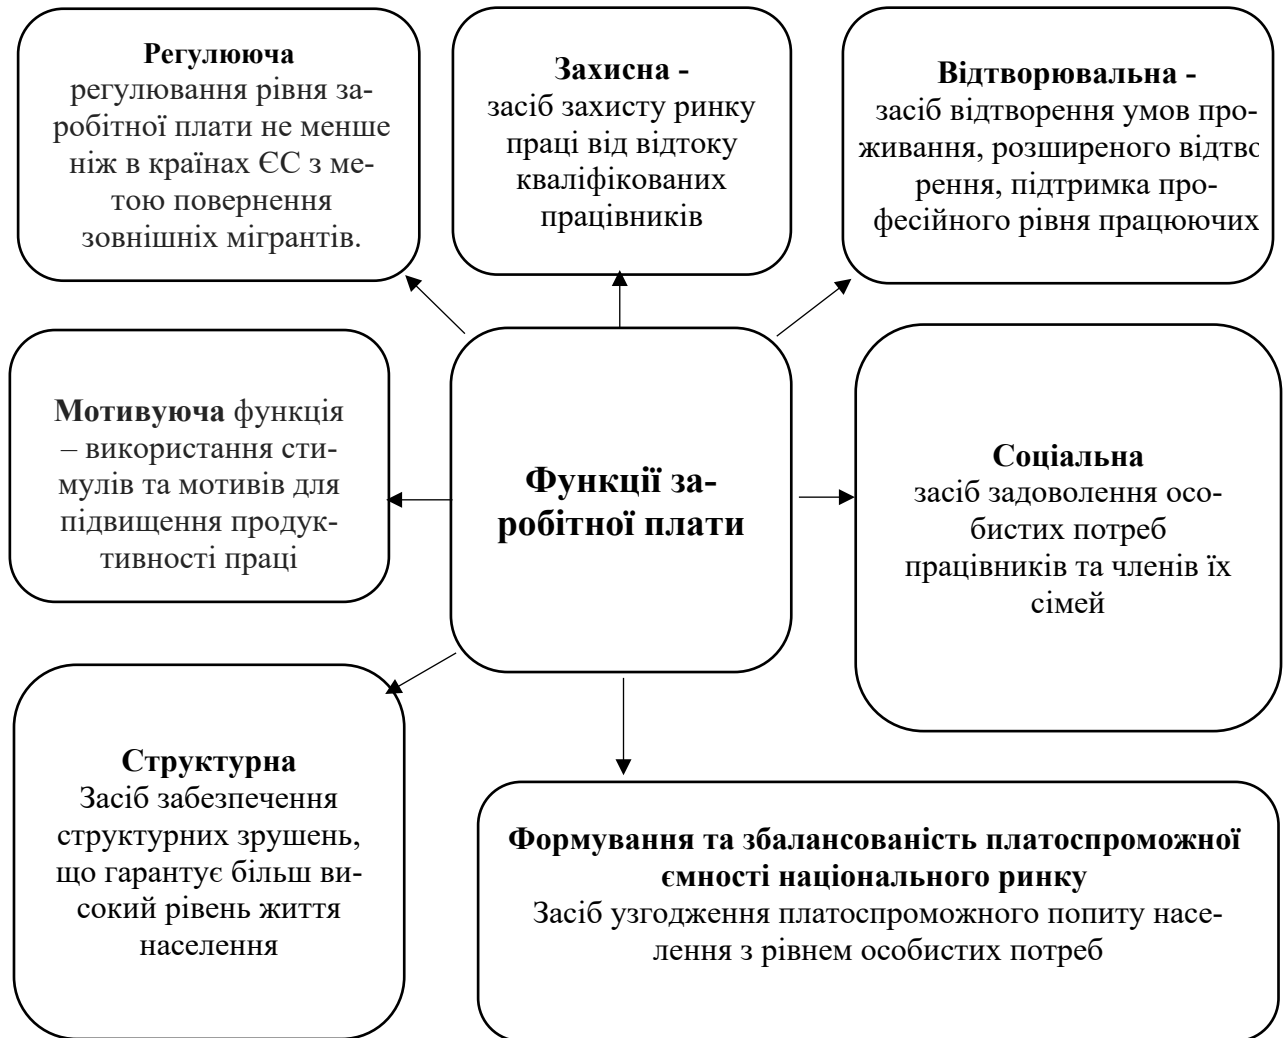 Регулююча
регулювання рівня за-
робітної плати не менше
ніж в країнах ЄС з ме-
тою повернення
зовнішніх мігрантів.
Захисна -
засіб захисту ринку
праці від відтоку
кваліфікованих
працівників
Відтворювальна -
засіб відтворення умов про-
живання, розширеного відтво
рення, підтримка про-
фесійного рівня працюючих
Мотивуюча функція
– використання сти-
мулів та мотивів для
підвищення продук-
тивності праці
Функції за-
робітної плати
Соціальна
засіб задоволення осо-
бистих потреб
працівників та членів їх
сімей
Структурна
Засіб забезпечення
структурних зрушень,
що гарантує більш ви-
сокий рівень життя
населення
Формування та збалансованість платоспроможної
ємності національного ринку
Засіб узгодження платоспроможного попиту насе-
лення з рівнем особистих потреб